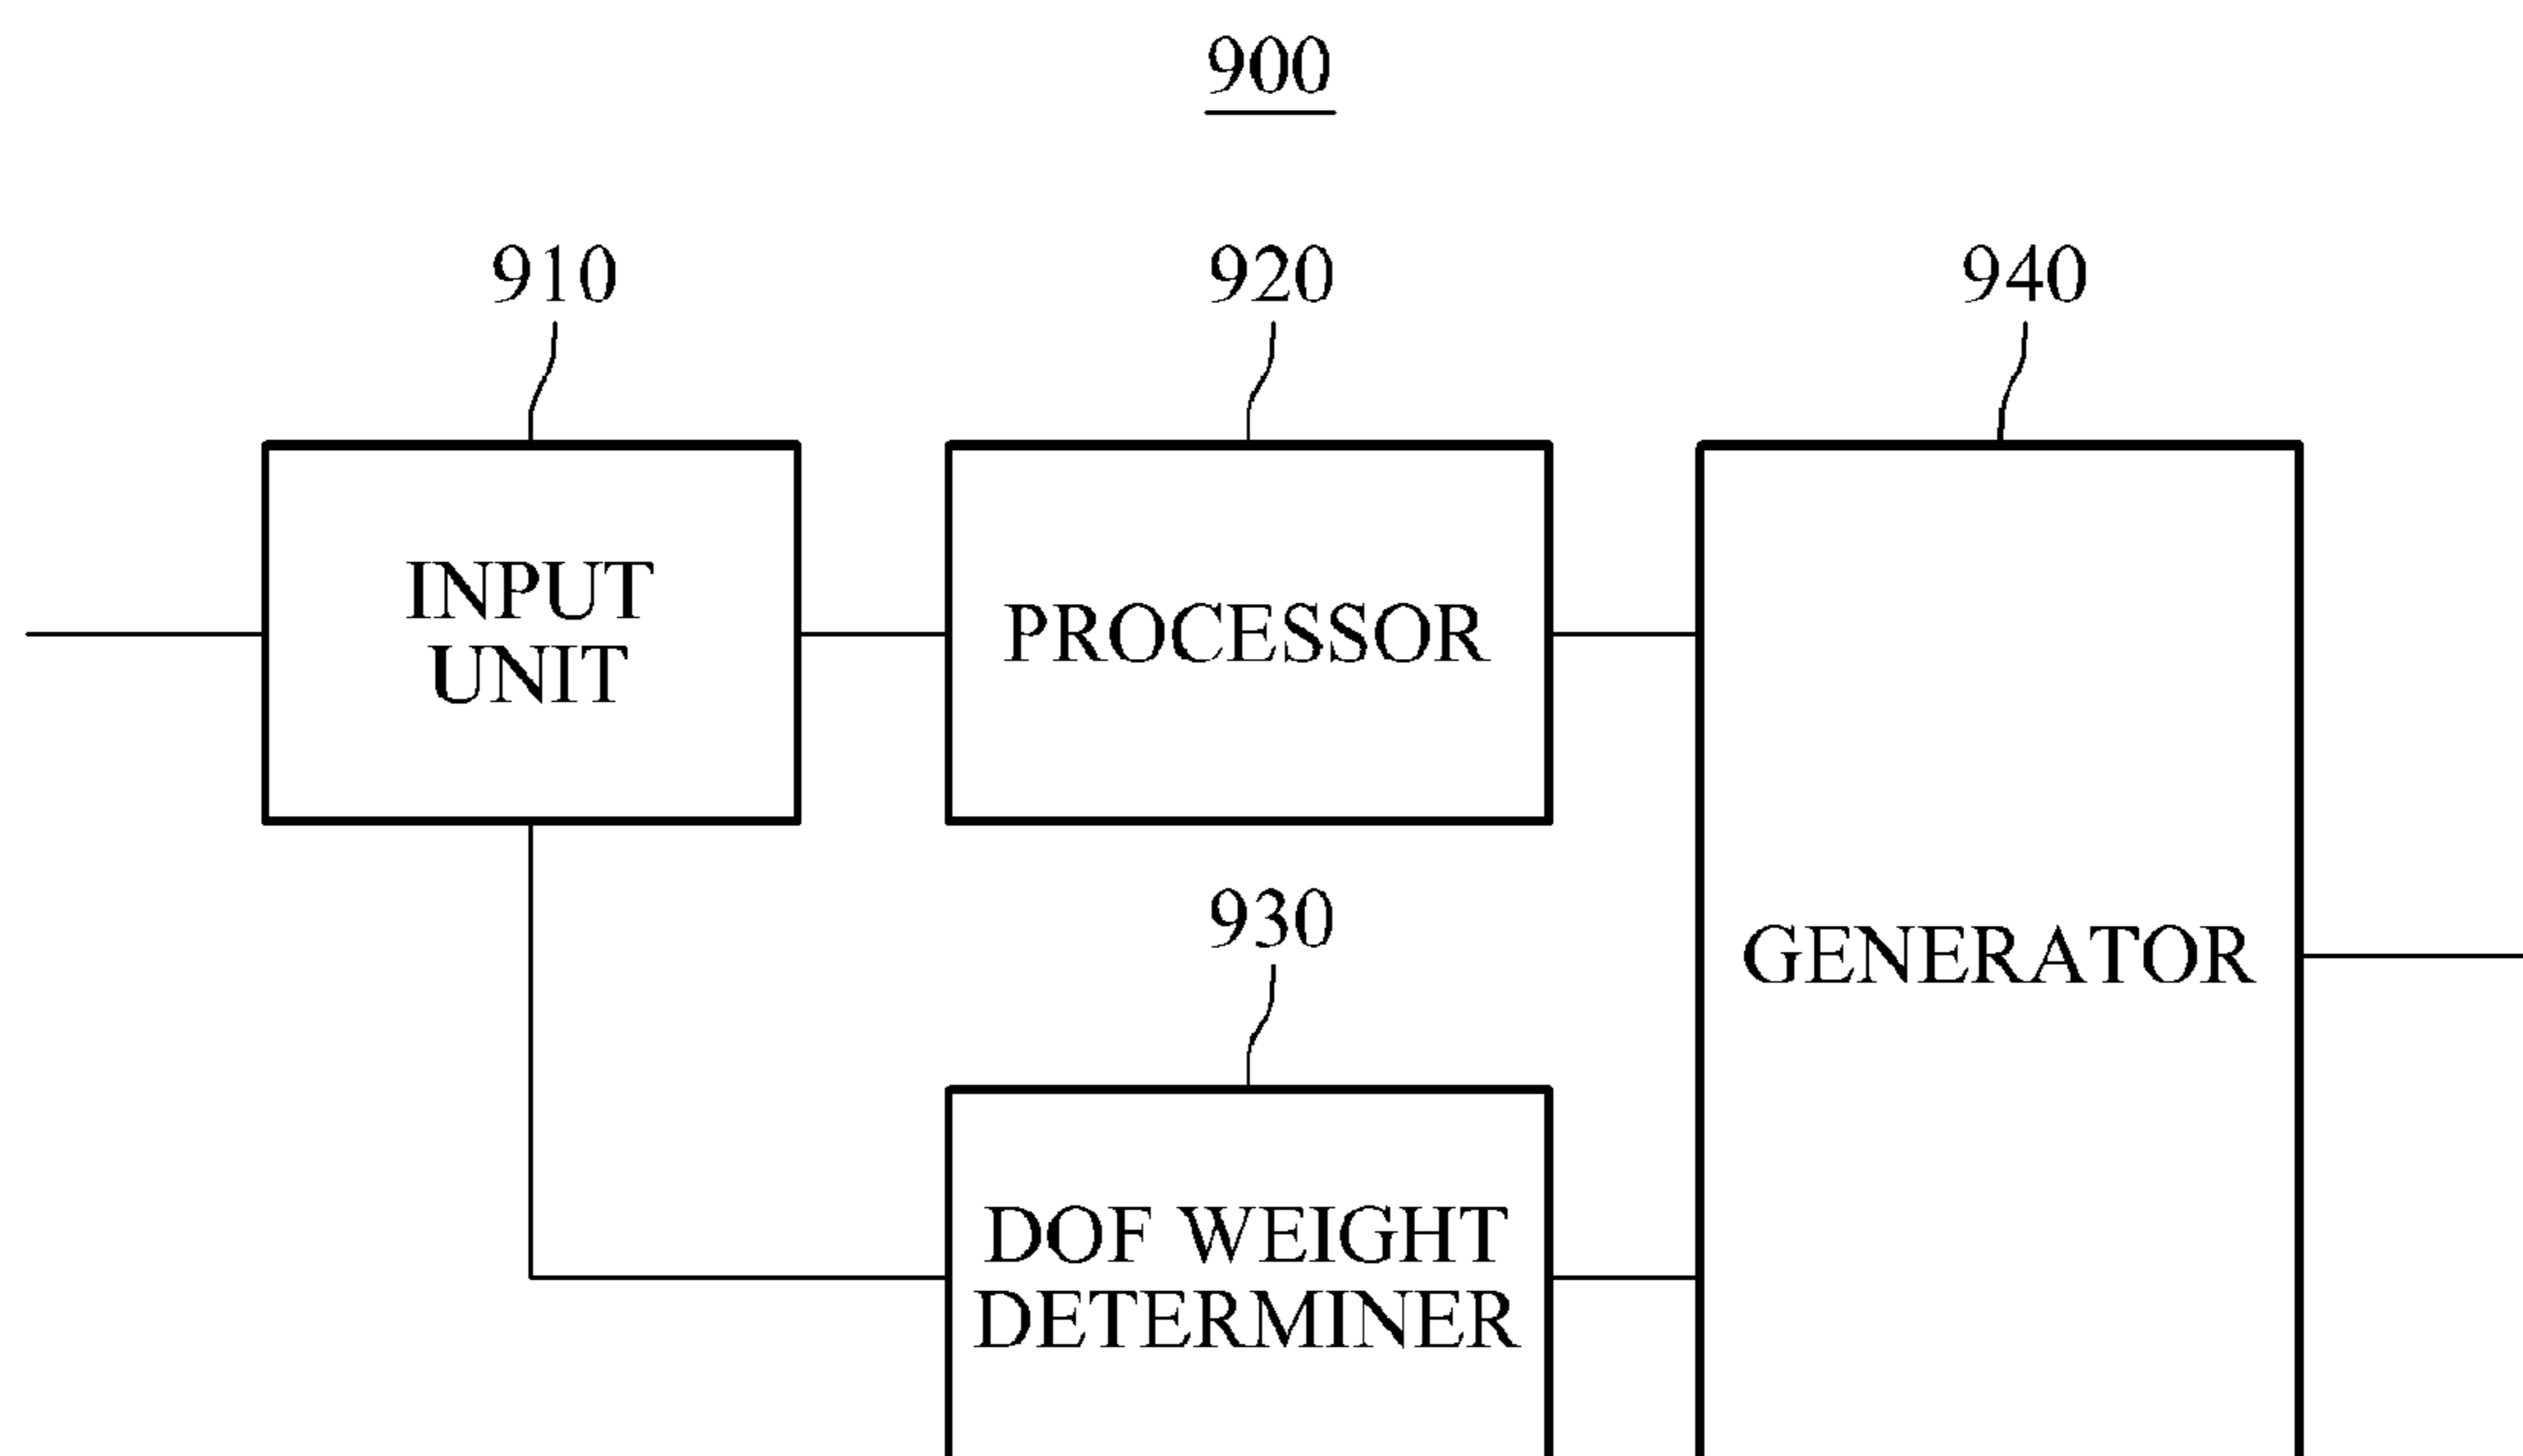 900
910
920
940
INPUT
UNIT
PROCESSOR
930
GENERATOR
DOF WEIGHT
DETERMINER